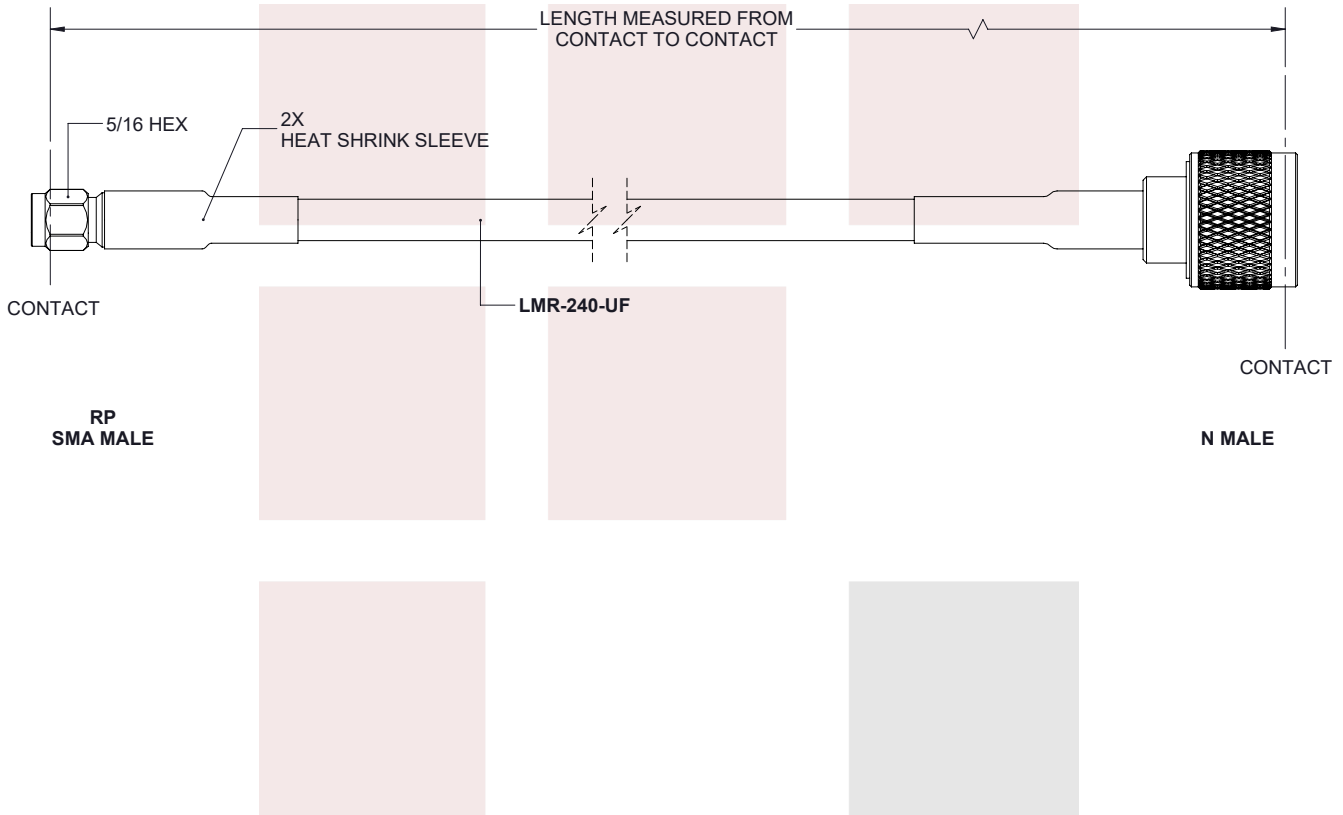 LENGTH MEASURED FROM
CONTACT TO CONTACT
5/16 HEX
2X
HEAT SHRINK SLEEVE
LMR-240-UF
CONTACT
CONTACT
RP
SMA MALE
N MALE